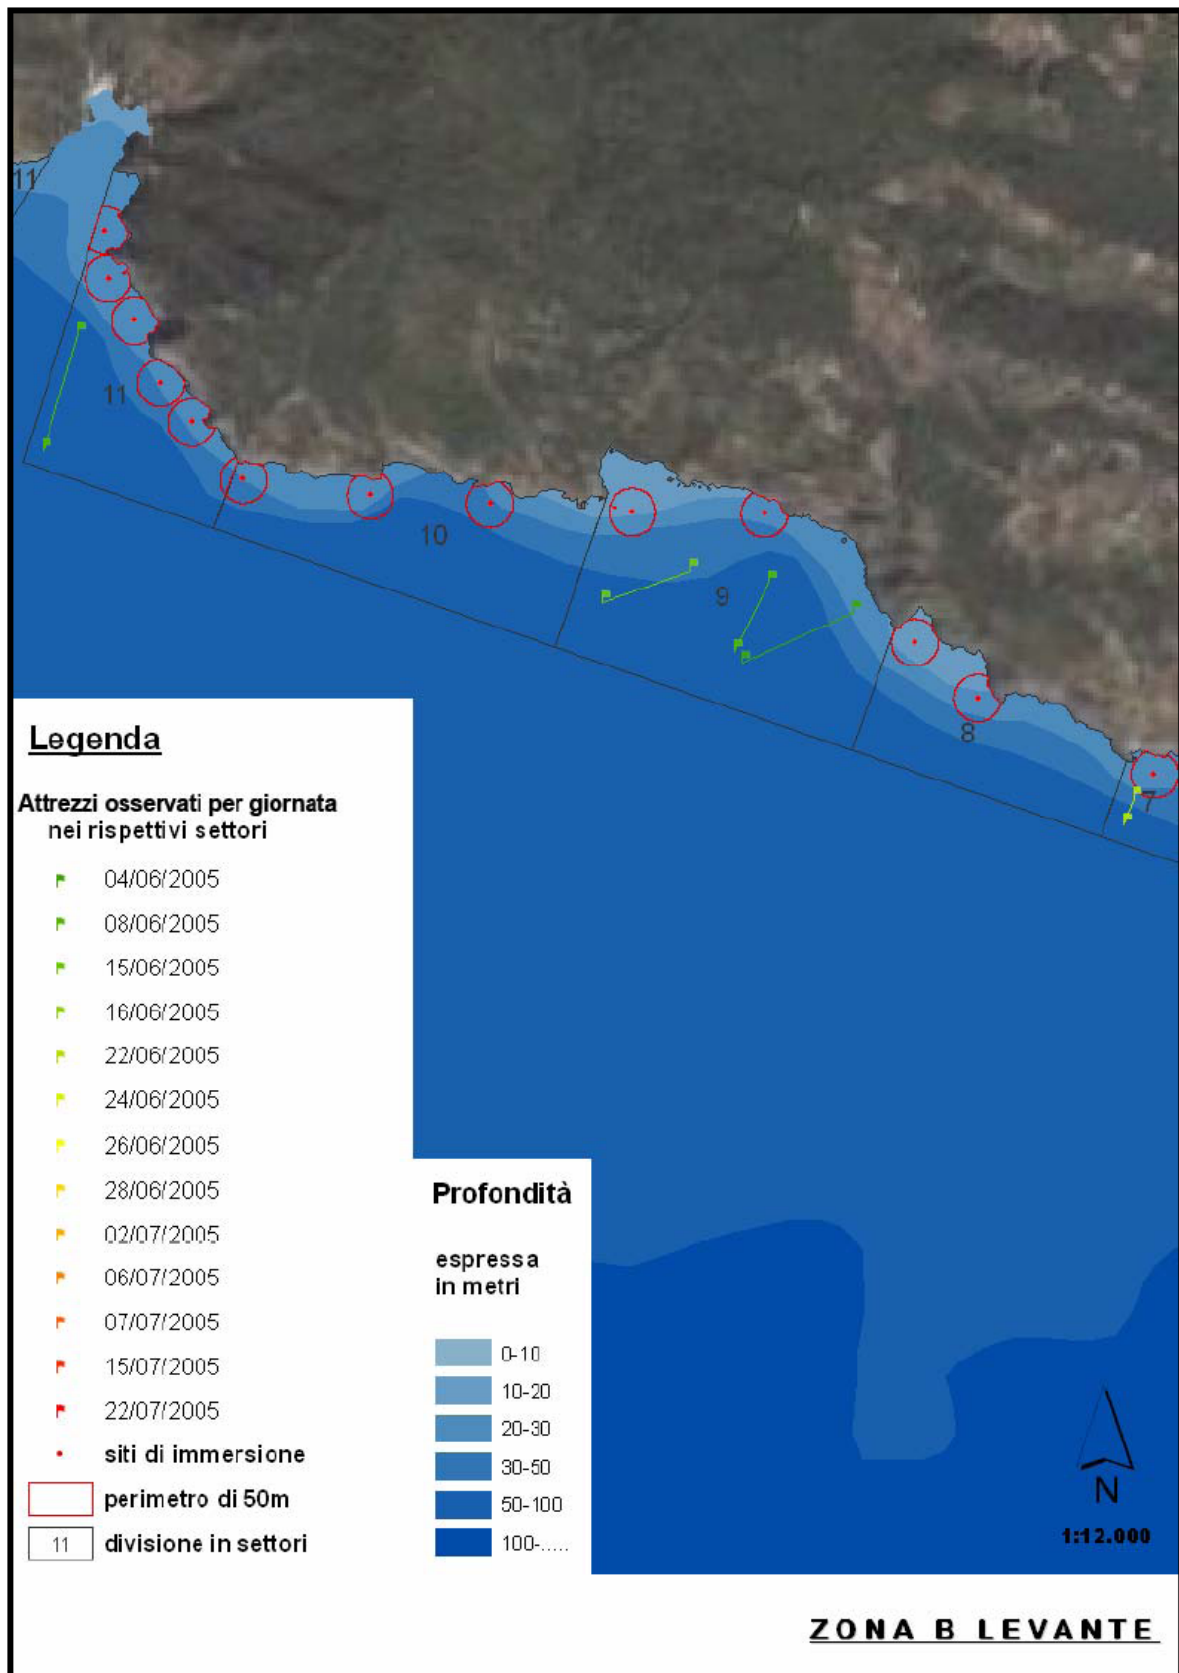 11
11
10
9
8
7
Legenda
Attrezzi osservati per giornata
nei rispettivi settori
04/06/2005
08/06/2005
15/06/2005
16/06/2005
22/06/2005
24/06/2005
26/06/2005
28/06/2005
02/07/2005
06/07/2005
07/07/2005
15/07/2005
22/07/2005
siti di immersione
perimetro di 50m
11 divisione in settori
Profondità
espressa
in metri
0-10
10-20
20-30
30-50
50-100
100-.....
N
1:12.000
ZONA B LEVANTE